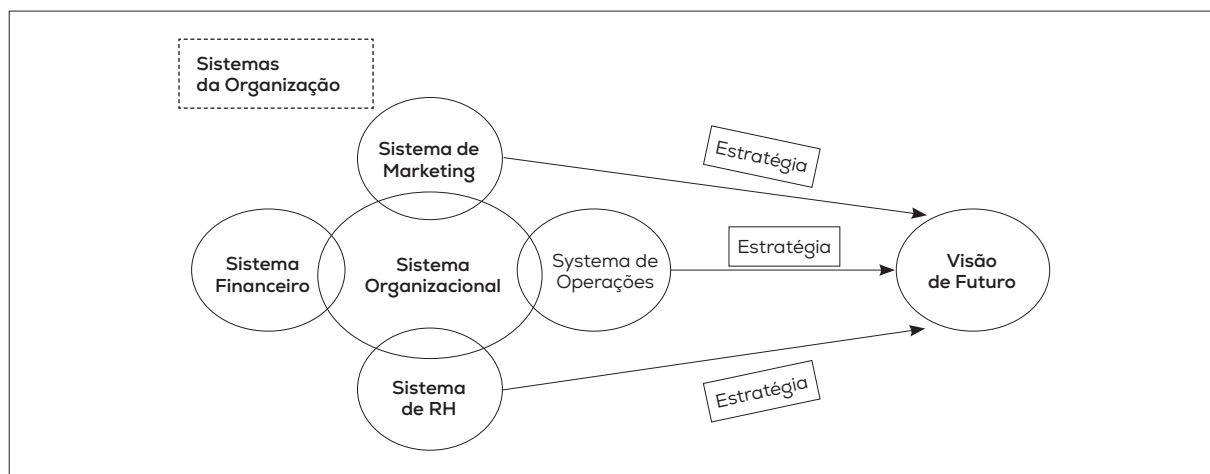 Sistemas
da Organização
Sistema de
Marketing
Estratégia
Sistema
Financeiro
Sistema
Organizacional
Systema de
Operações
Estratégia
Visão
de Futuro
Sistema
de RH
Estratégia